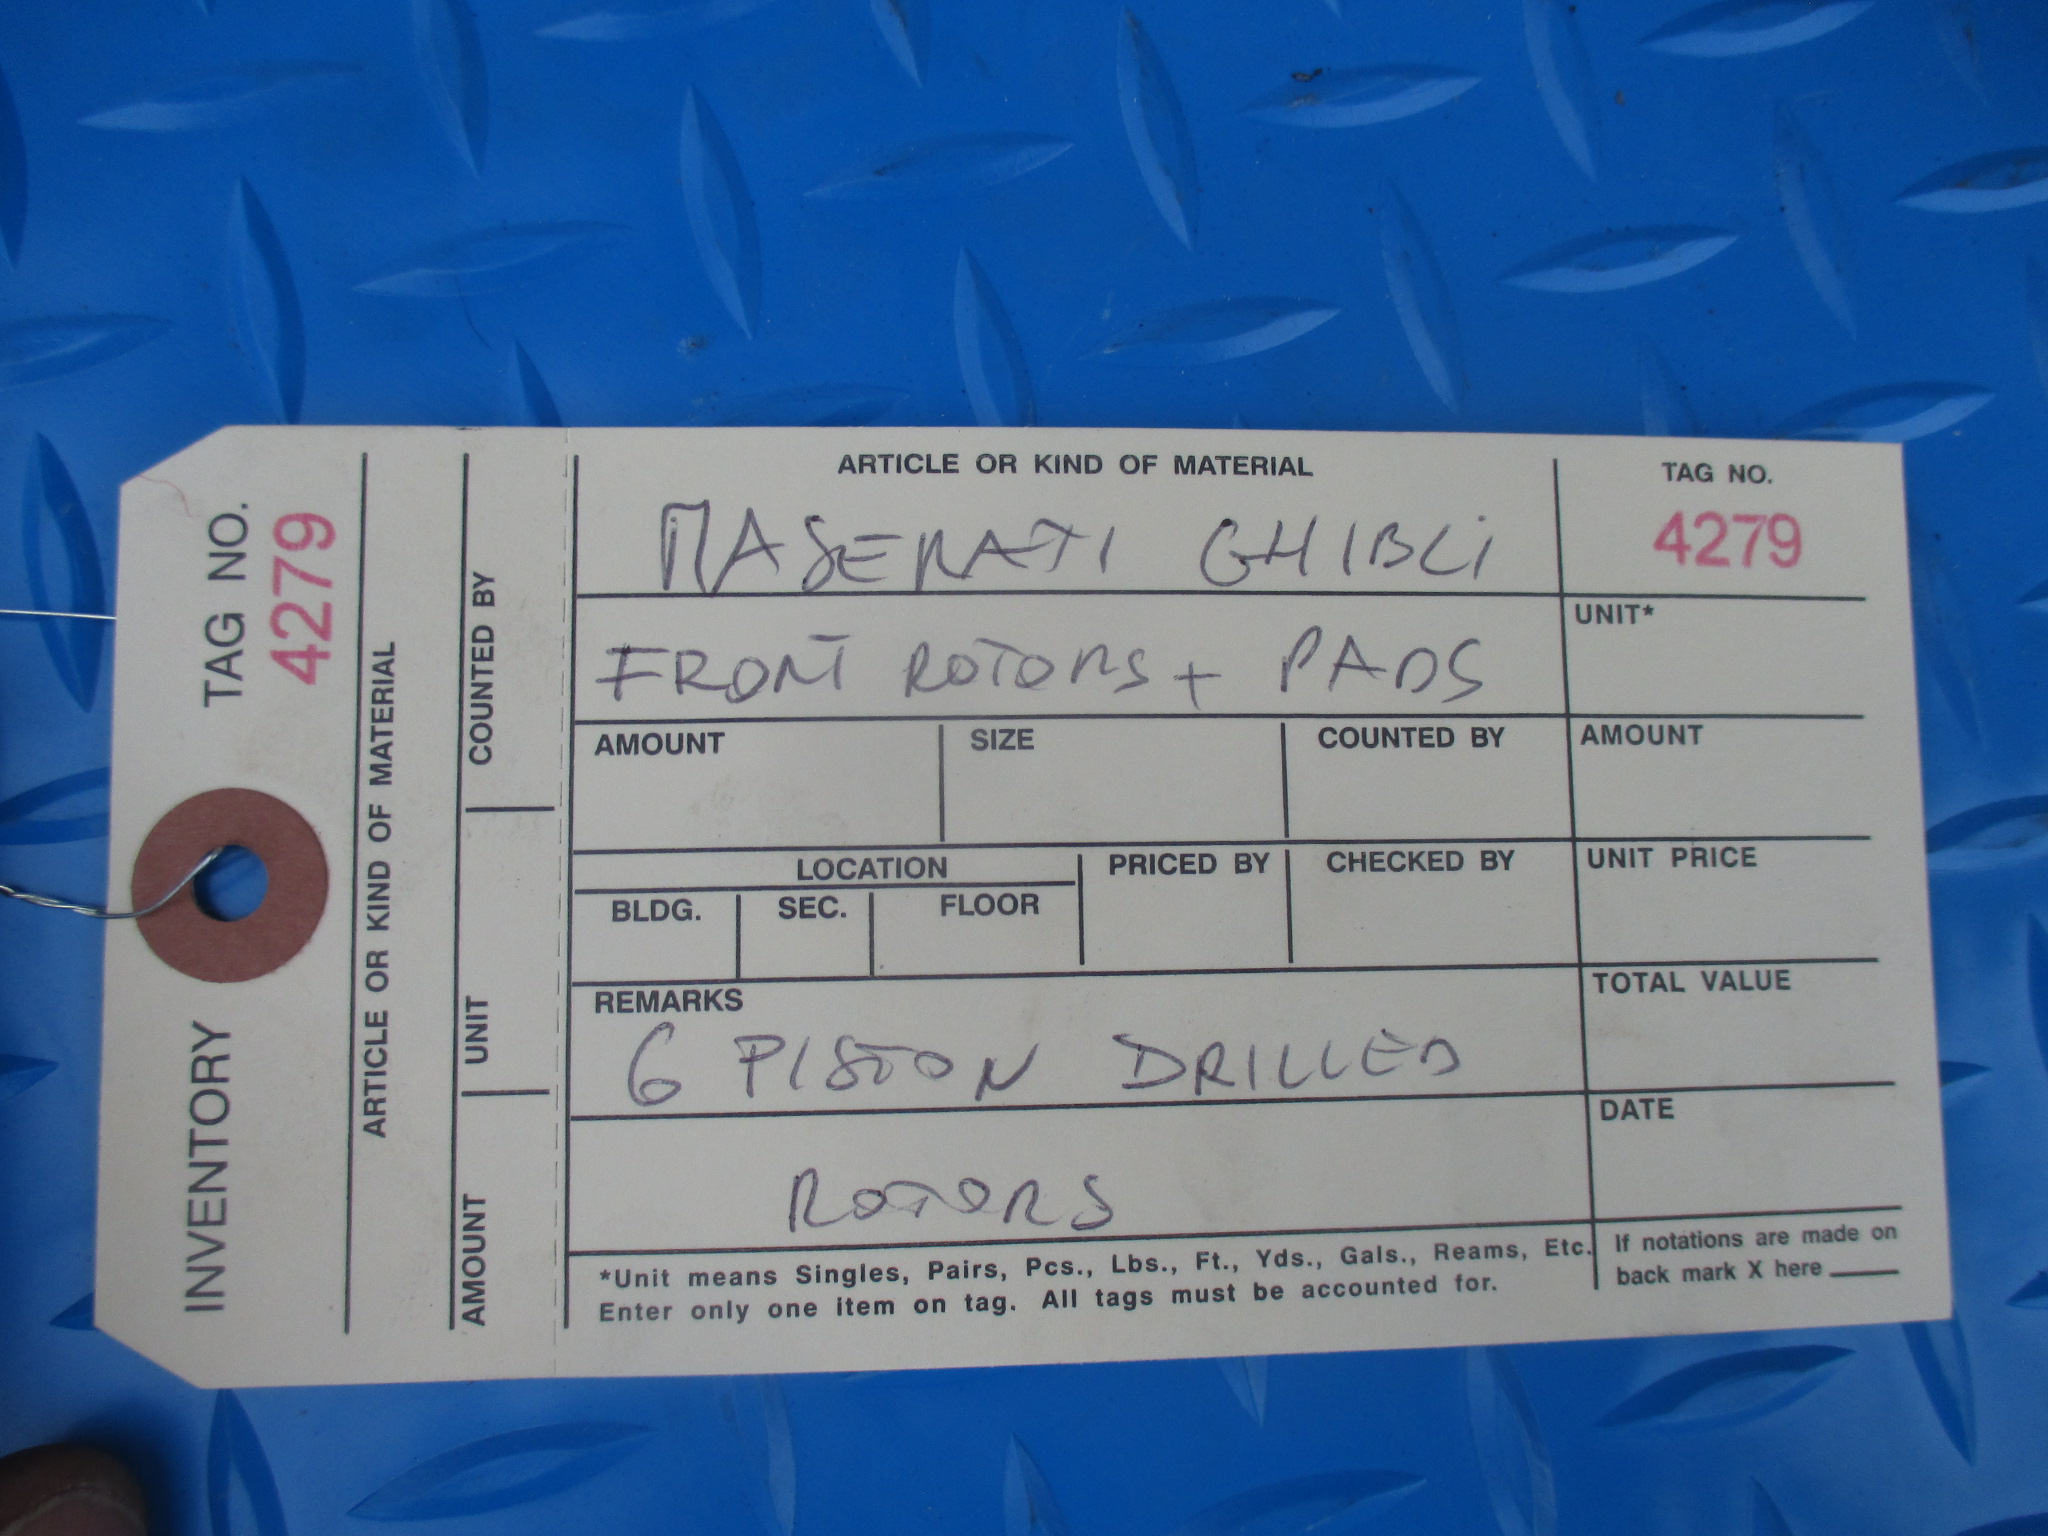 INVENTORY TAG NO.
4279
ARTICLE OR KIND OF MATERIAL
AMOUNT UNIT COUNTED BY
ARTICLE OR KIND OF MATERIAL
MASERATI GHIBLi
TAG NO.
4279
FRONT ROTORS + PADS
UNIT*
AMOUNT SIZE COUNTED BY AMOUNT
LOCATION PRICED BY CHECKED BY UNIT PRICE
BLDG. SEC. FLOOR
REMARKS
6 PISTON DRILLED
TOTAL VALUE
ROTORS
DATE
*Unit means Singles, Pairs, Pcs., Lbs., Ft., Yds., Gals., Reams, Etc.
Enter only one item on tag. All tags must be accounted for.
If notations are made on
back mark X here